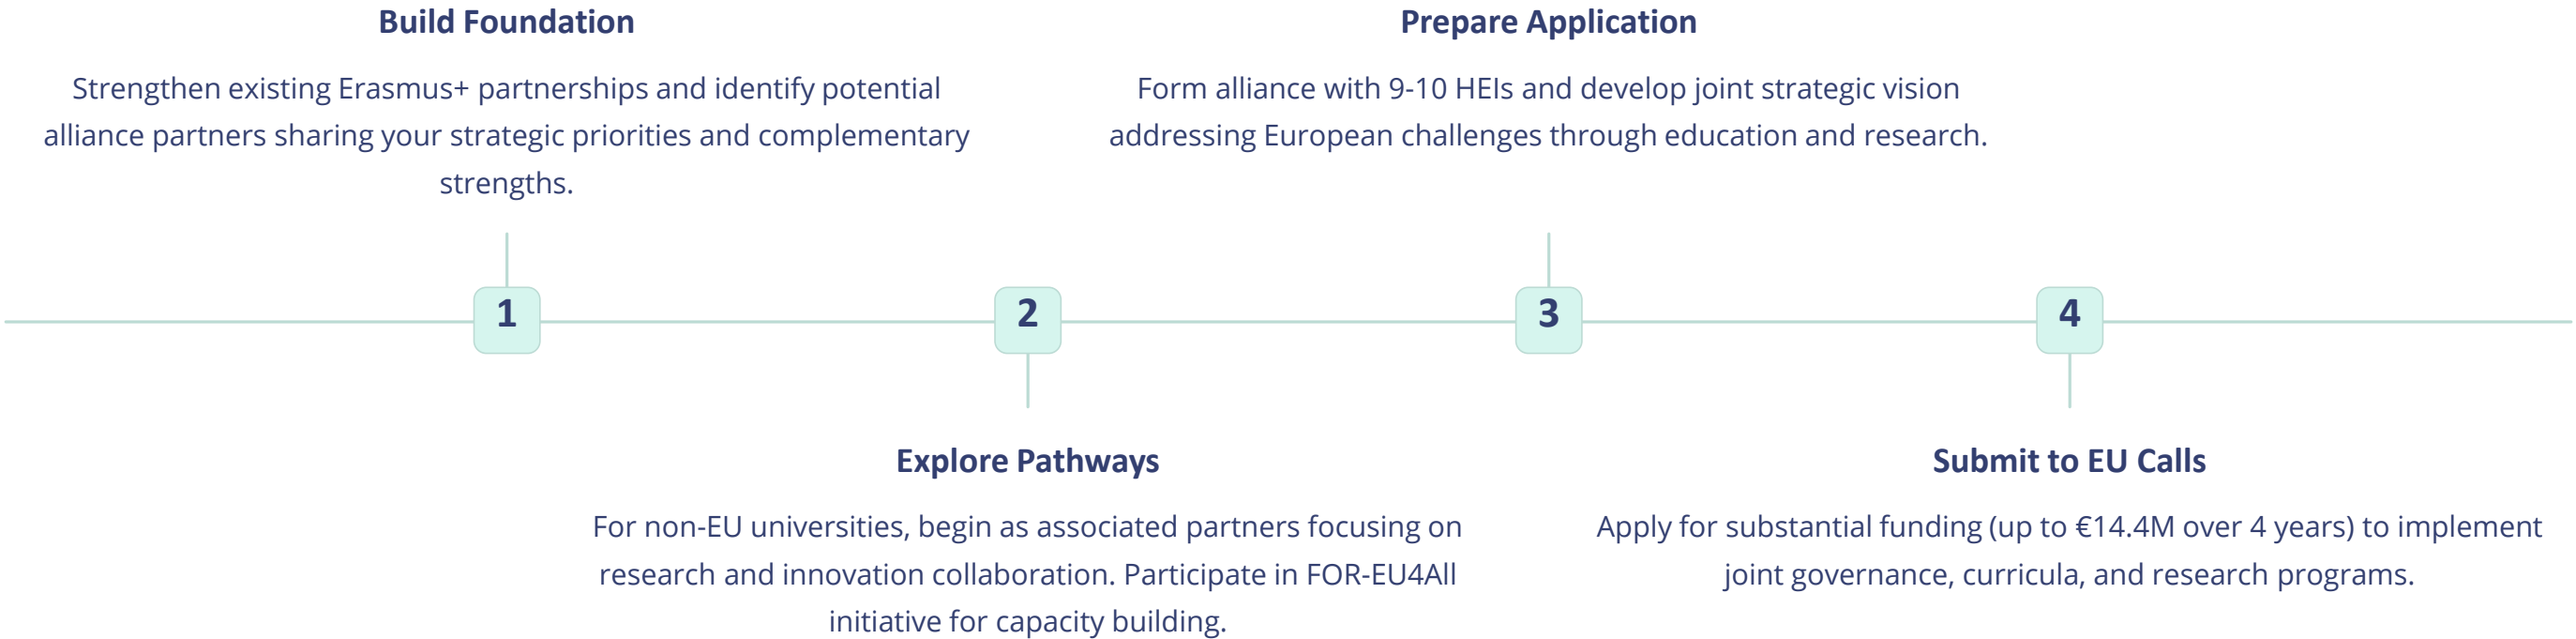 Build Foundation
Strengthen existing Erasmus+ partnerships and identify potential
alliance partners sharing your strategic priorities and complementary
strengths.
1
Explore Pathways
For non-EU universities, begin as associated partners focusing on
research and innovation collaboration. Participate in FOR-EU4All
initiative for capacity building.
2
Prepare Application
Form alliance with 9-10 HEIs and develop joint strategic vision
addressing European challenges through education and research.
3
Submit to EU Calls
Apply for substantial funding (up to €14.4M over 4 years) to implement
joint governance, curricula, and research programs.
4